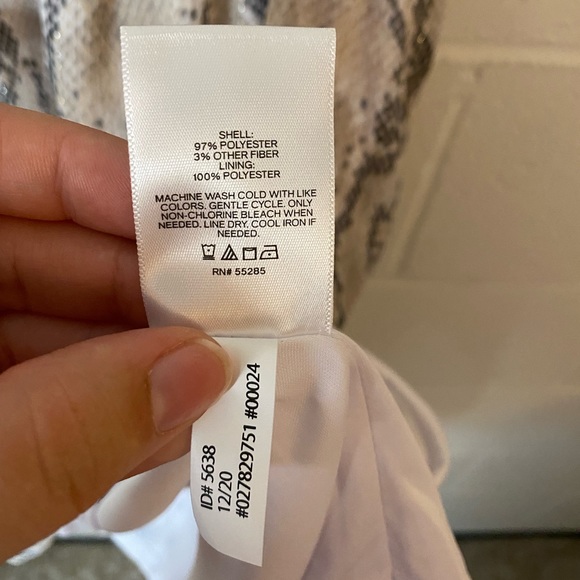 SHELL:
97% POLYESTER
3% OTHER FIBER
LINING:
100% POLYESTER
MACHINE WASH COLD WITH LIKE
COLORS. GENTLE CYCLE. ONLY
NON-CHLORINE BLEACH WHEN
NEEDED. LINE DRY. COOL IRON IF
NEEDED.
RN# 55285
ID# 5638
12/20
#027829751 #00024